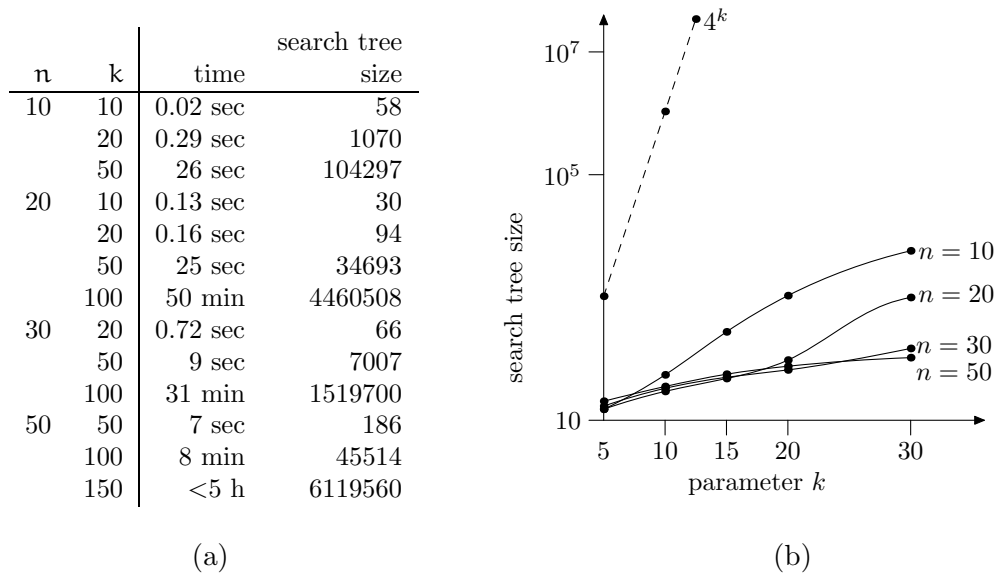 search tree
n k time size
10 10 0.02 sec 58
20 0.29 sec 1070
50 26 sec 104297
20 10 0.13 sec 30
20 0.16 sec 94
50 25 sec 34693
100 50 min 4460508
30 20 0.72 sec 66
50 9 sec 7007
100 31 min 1519700
50 50 7 sec 186
100 8 min 45514
150 <5 h 6119560
(a)
4^k
10^7
10^5
search tree size
n = 10
n = 20
n = 30
n = 50
10
5 10 15 20 30
parameter k
(b)